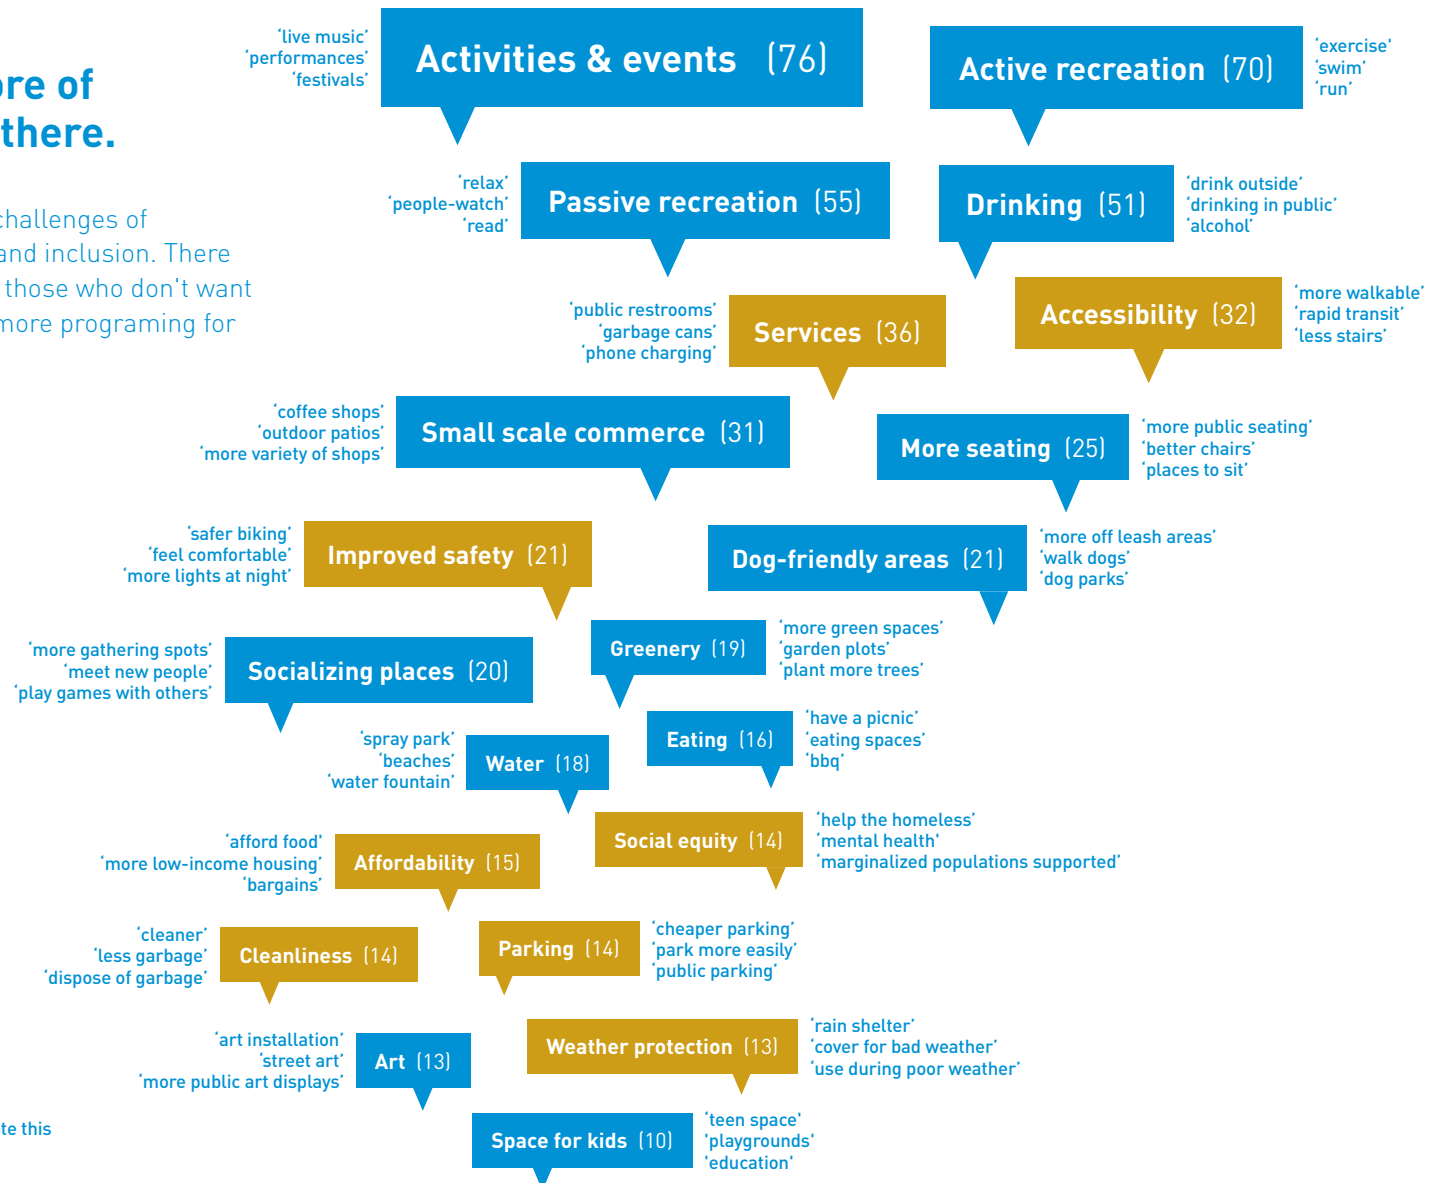 ore of
there.
challenges of
and inclusion. There
those who don't want
more programing for
‘live music’
‘performances’
‘festivals’
Activities & events (76)
Active recreation (70)
‘exercise'
‘swim’
‘run’
‘relax’
‘people-watch’
‘read’
Passive recreation (55)
Drinking (51)
‘drink outside’
‘drinking in public’
‘alcohol’
‘public restrooms’
‘garbage cans’
‘phone charging’
Services (36)
Accessibility (32)
‘more walkable’
‘rapid transit’
‘less stairs’
‘coffee shops’
‘outdoor patios’
‘more variety of shops’
Small scale commerce (31)
More seating (25)
‘more public seating’
‘better chairs’
‘places to sit’
‘safer biking’
‘feel comfortable’
‘more lights at night’
Improved safety (21)
Dog-friendly areas (21)
‘more off leash areas’
‘walk dogs’
‘dog parks’
‘more gathering spots’
‘meet new people’
‘play games with others’
Socializing places (20)
Greenery (19)
‘more green spaces’
‘garden plots’
‘plant more trees’
‘spray park’
‘beaches’
‘water fountain’
Water (18)
Eating (16)
‘have a picnic’
‘eating spaces’
‘bbq’
‘afford food'
‘more low-income housing’
‘bargains’
Affordability (15)
Social equity (14)
‘help the homeless’
‘mental health'
‘marginalized populations supported’
‘cleaner’
‘less garbage’
‘dispose of garbage’
Cleanliness (14)
Parking (14)
‘cheaper parking’
‘park more easily’
‘public parking’
‘art installation’
‘street art’
‘more public art displays’
Art (13)
Weather protection (13)
‘rain shelter’
‘cover for bad weather’
‘use during poor weather’
te this
Space for kids (10)
‘teen space'
'playgrounds'
'education'